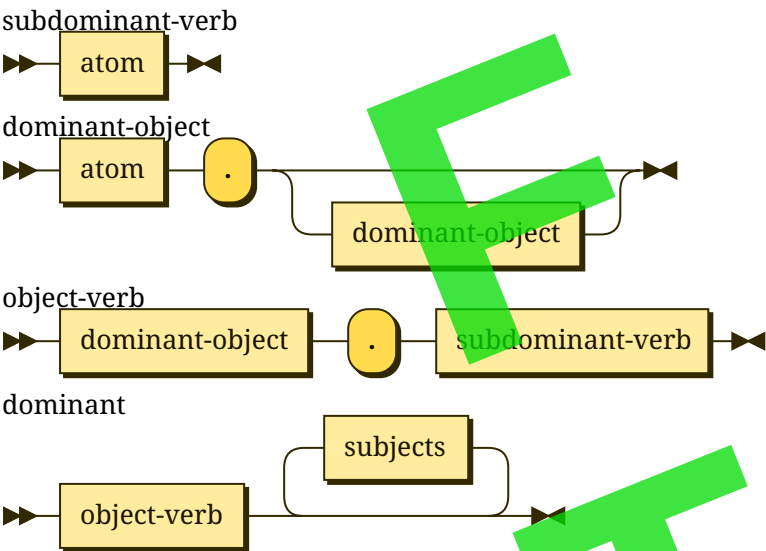 subdominant-verb
atom
dominant-object
atom .
dominant-object
object-verb
dominant-object . subdominant-verb
dominant
subjects
object-verb
F